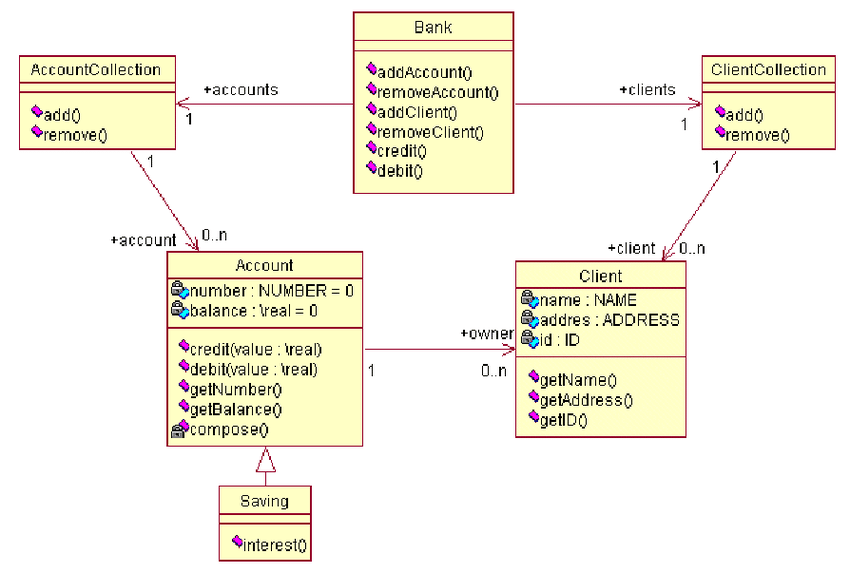 Bank
addAccount()
removeAccount()
addClient()
removeClient()
credit()
debit()
AccountCollection
add()
remove()
+accounts
1
+clients
1
ClientCollection
add()
remove()
1
+account
0..n
1
+client
0..n
Account
number : NUMBER = 0
balance : \real = 0
credit(value : \real)
debit(value : \real)
getNumber()
getBalance()
compose()
1
+owner
0..n
Client
name : NAME
addres : ADDRESS
id : ID
getName()
getAddress()
getID()
Saving
interest()